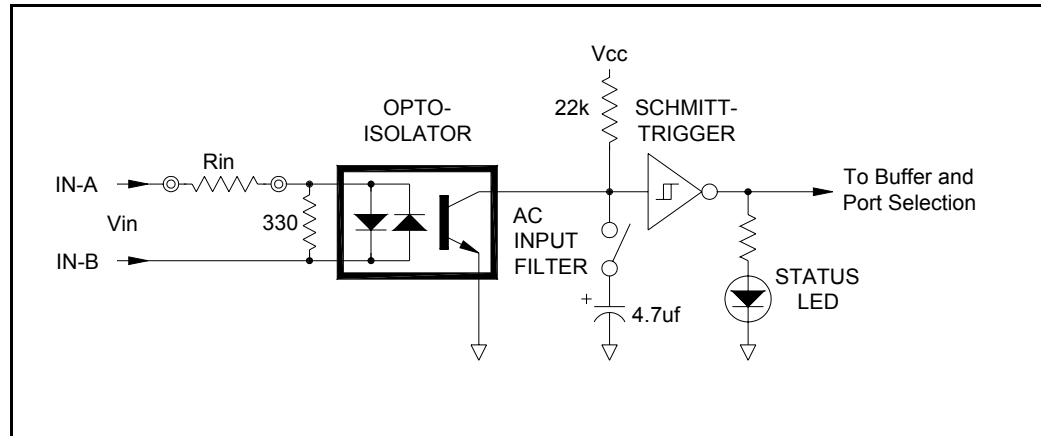 Vcc
OPTO-
ISOLATOR
22k
SCHMITT-
TRIGGER
Rin
IN-A
Vin
330
IN-B
AC
INPUT
FILTER
To Buffer and
Port Selection
+
4.7uf
STATUS
LED